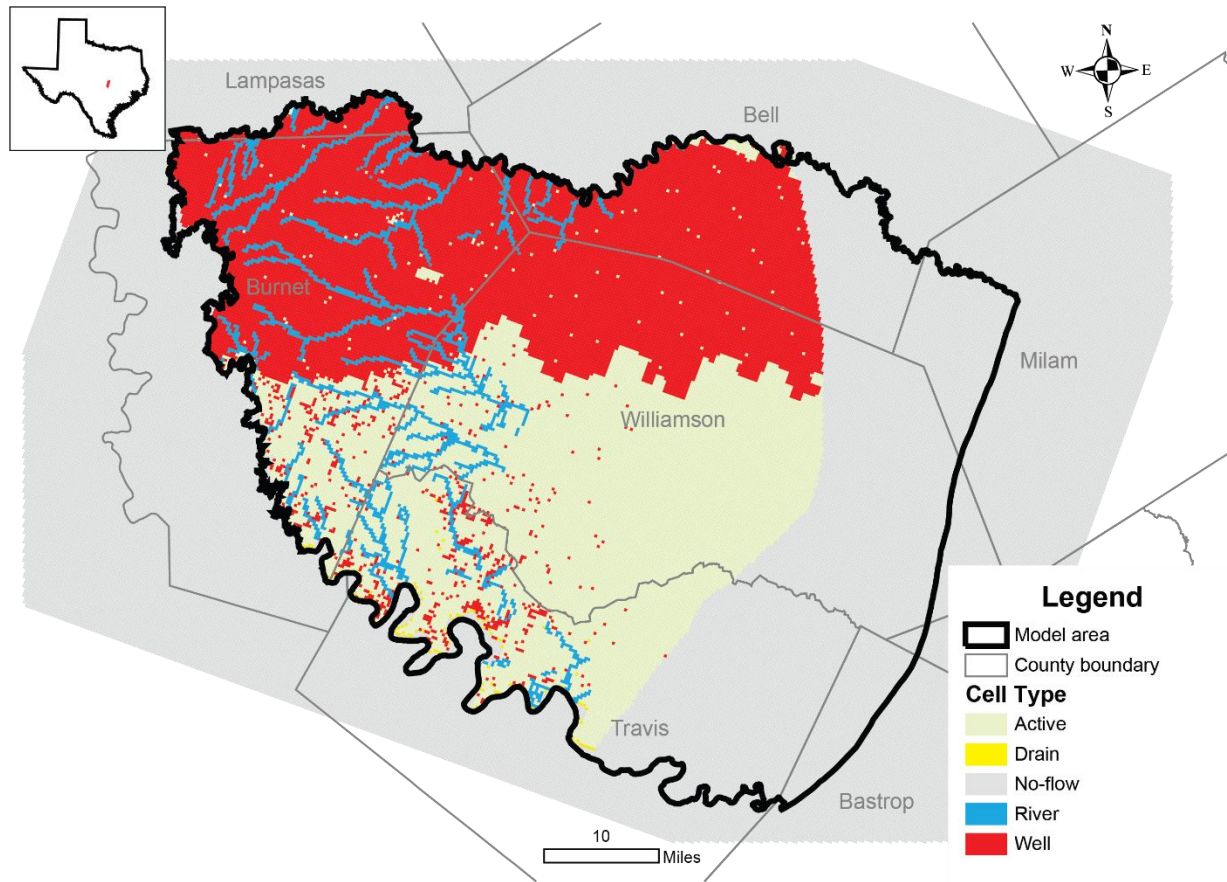 Lampasas
N
W E
S
Bell
Burnet
Milam
Williamson
Travis
Bastrop
10
Miles
Legend
Model area
County boundary
Cell Type
Active
Drain
No-flow
River
Well